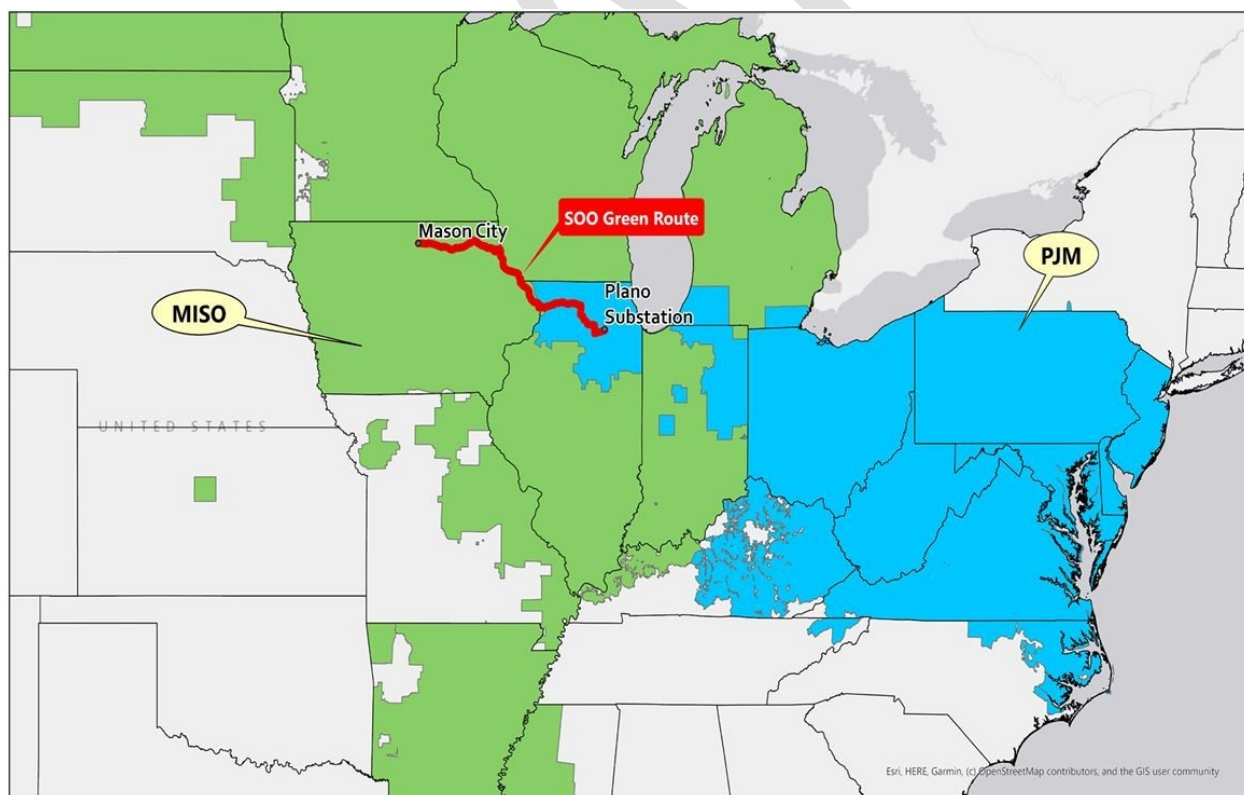 Mason City
SOO Green Route
PJM
Plano
Substation
MISO
UNITED STATES
Esri, HERE, Garmin, (c) OpenStreetMap contributors, and the GIS user community